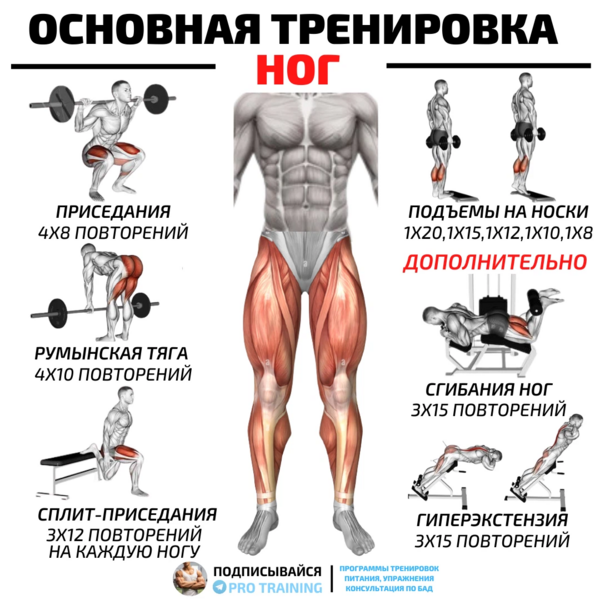 ОСНОВНАЯ ТРЕНИРОВКА
НОГ
ПРИСЕДАНИЯ
4Х8 ПОВТОРЕНИЙ
РУМЫНСКАЯ ТЯГА
4Х10 ПОВТОРЕНИЙ
СПЛИТ-ПРИСЕДАНИЯ
3Х12 ПОВТОРЕНИЙ
НА КАЖДУЮ НОГУ
ПОДЪЕМЫ НА НОСКИ
1Х20,1Х15,1Х12,1Х10,1Х8
ДОПОЛНИТЕЛЬНО
СГИБАНИЯ НОГ
3Х15 ПОВТОРЕНИЙ
ГИПЕРЭКСТЕНЗИЯ
3Х15 ПОВТОРЕНИЙ
ПОДПИСЫВАЙСЯ
PRO TRAINING
ПРОГРАММЫ ТРЕНИРОВОК
ПИТАНИЯ, УПРАЖНЕНИЯ
КОНСУЛЬТАЦИЯ ПО БАД